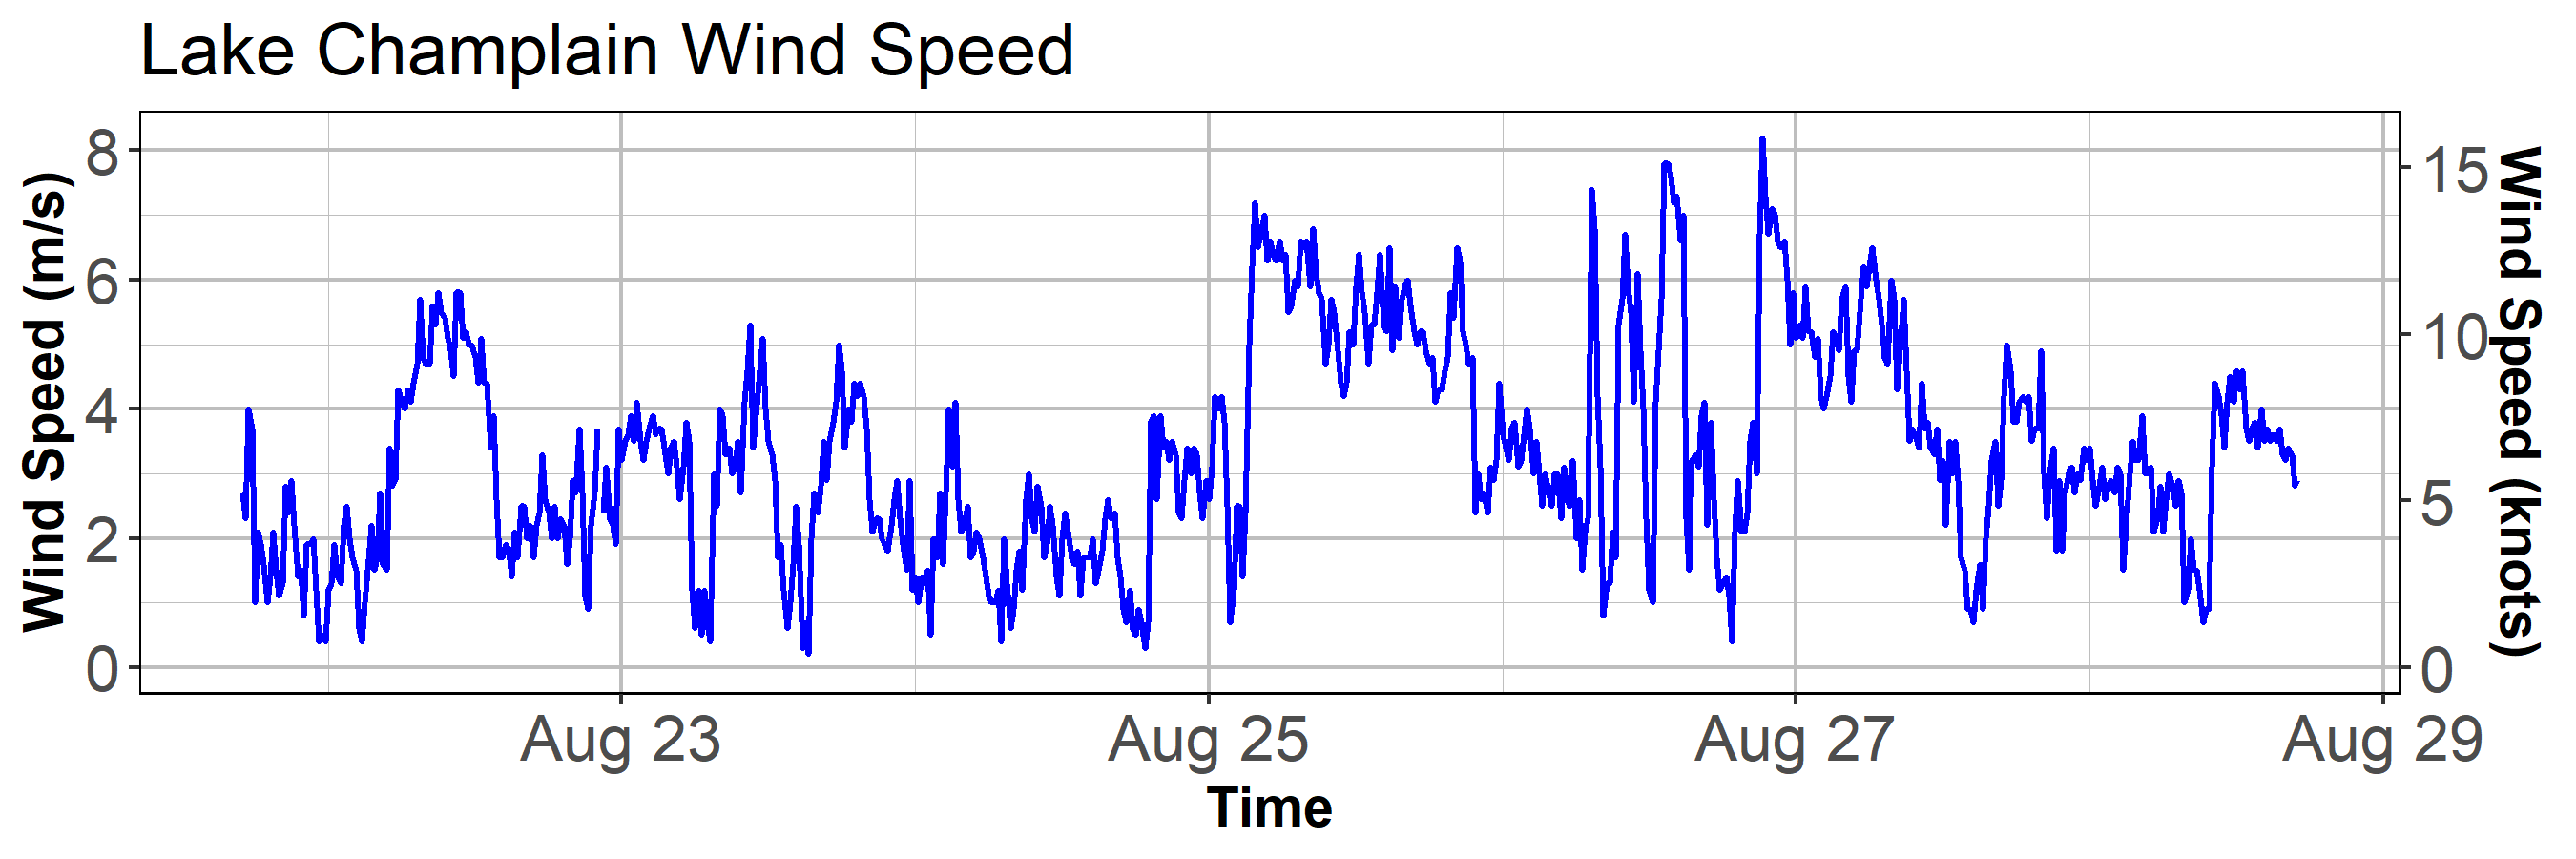 Lake Champlain Wind Speed
Wind Speed (m/s)
8
6
4
2
0
15
10
5
0
Wind Speed (knots)
Aug 23
Aug 25
Aug 27
Aug 29
Time